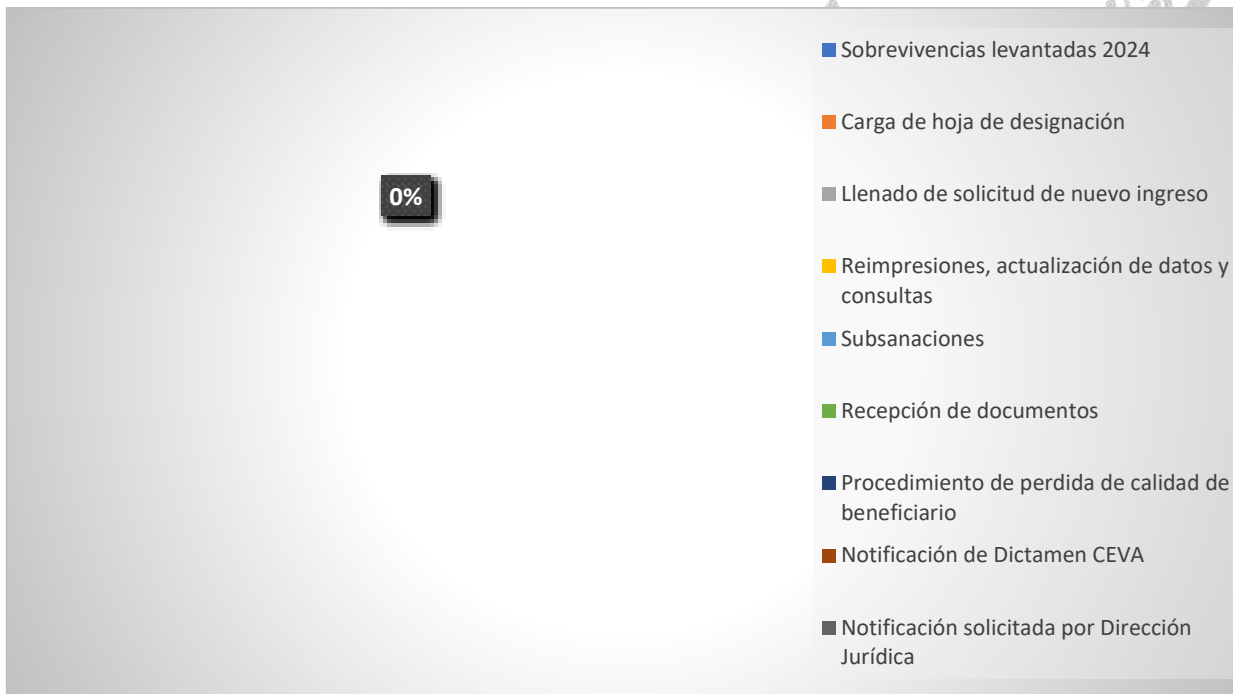 0%
Sobrevivencias levantadas 2024
Carga de hoja de designación
Llenado de solicitud de nuevo ingreso
Reimpresiones, actualización de datos y
consultas
Subsanaciones
Recepción de documentos
Procedimiento de perdida de calidad de
beneficiario
Notificación de Dictamen CEVA
Notificación solicitada por Dirección
Jurídica